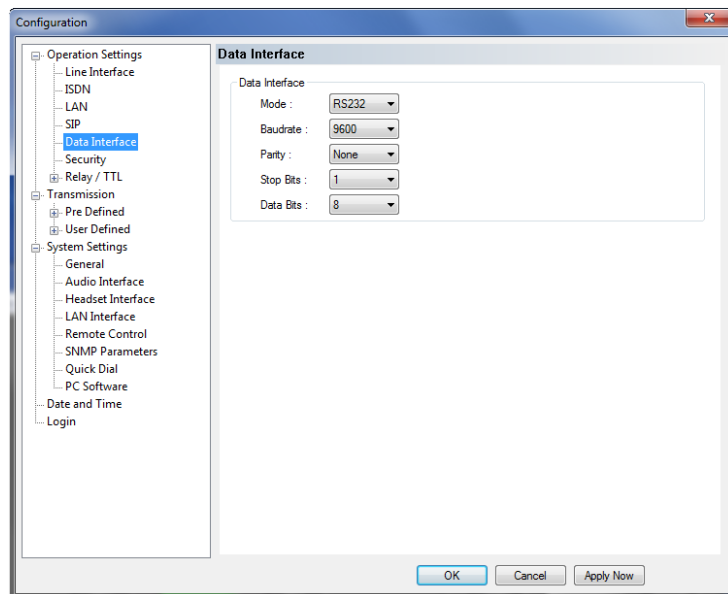 Configuration
Operation Settings
Line Interface
ISDN
LAN
SIP
Data Interface
Security
Relay / TTL
Transmission
Pre Defined
User Defined
System Settings
General
Audio Interface
Headset Interface
LAN Interface
Remote Control
SNMP Parameters
Quick Dial
PC Software
Date and Time
Login
Data Interface
Data Interface
Mode : RS232
Baudrate : 9600
Parity : None
Stop Bits : 1
Data Bits : 8
OK Cancel Apply Now